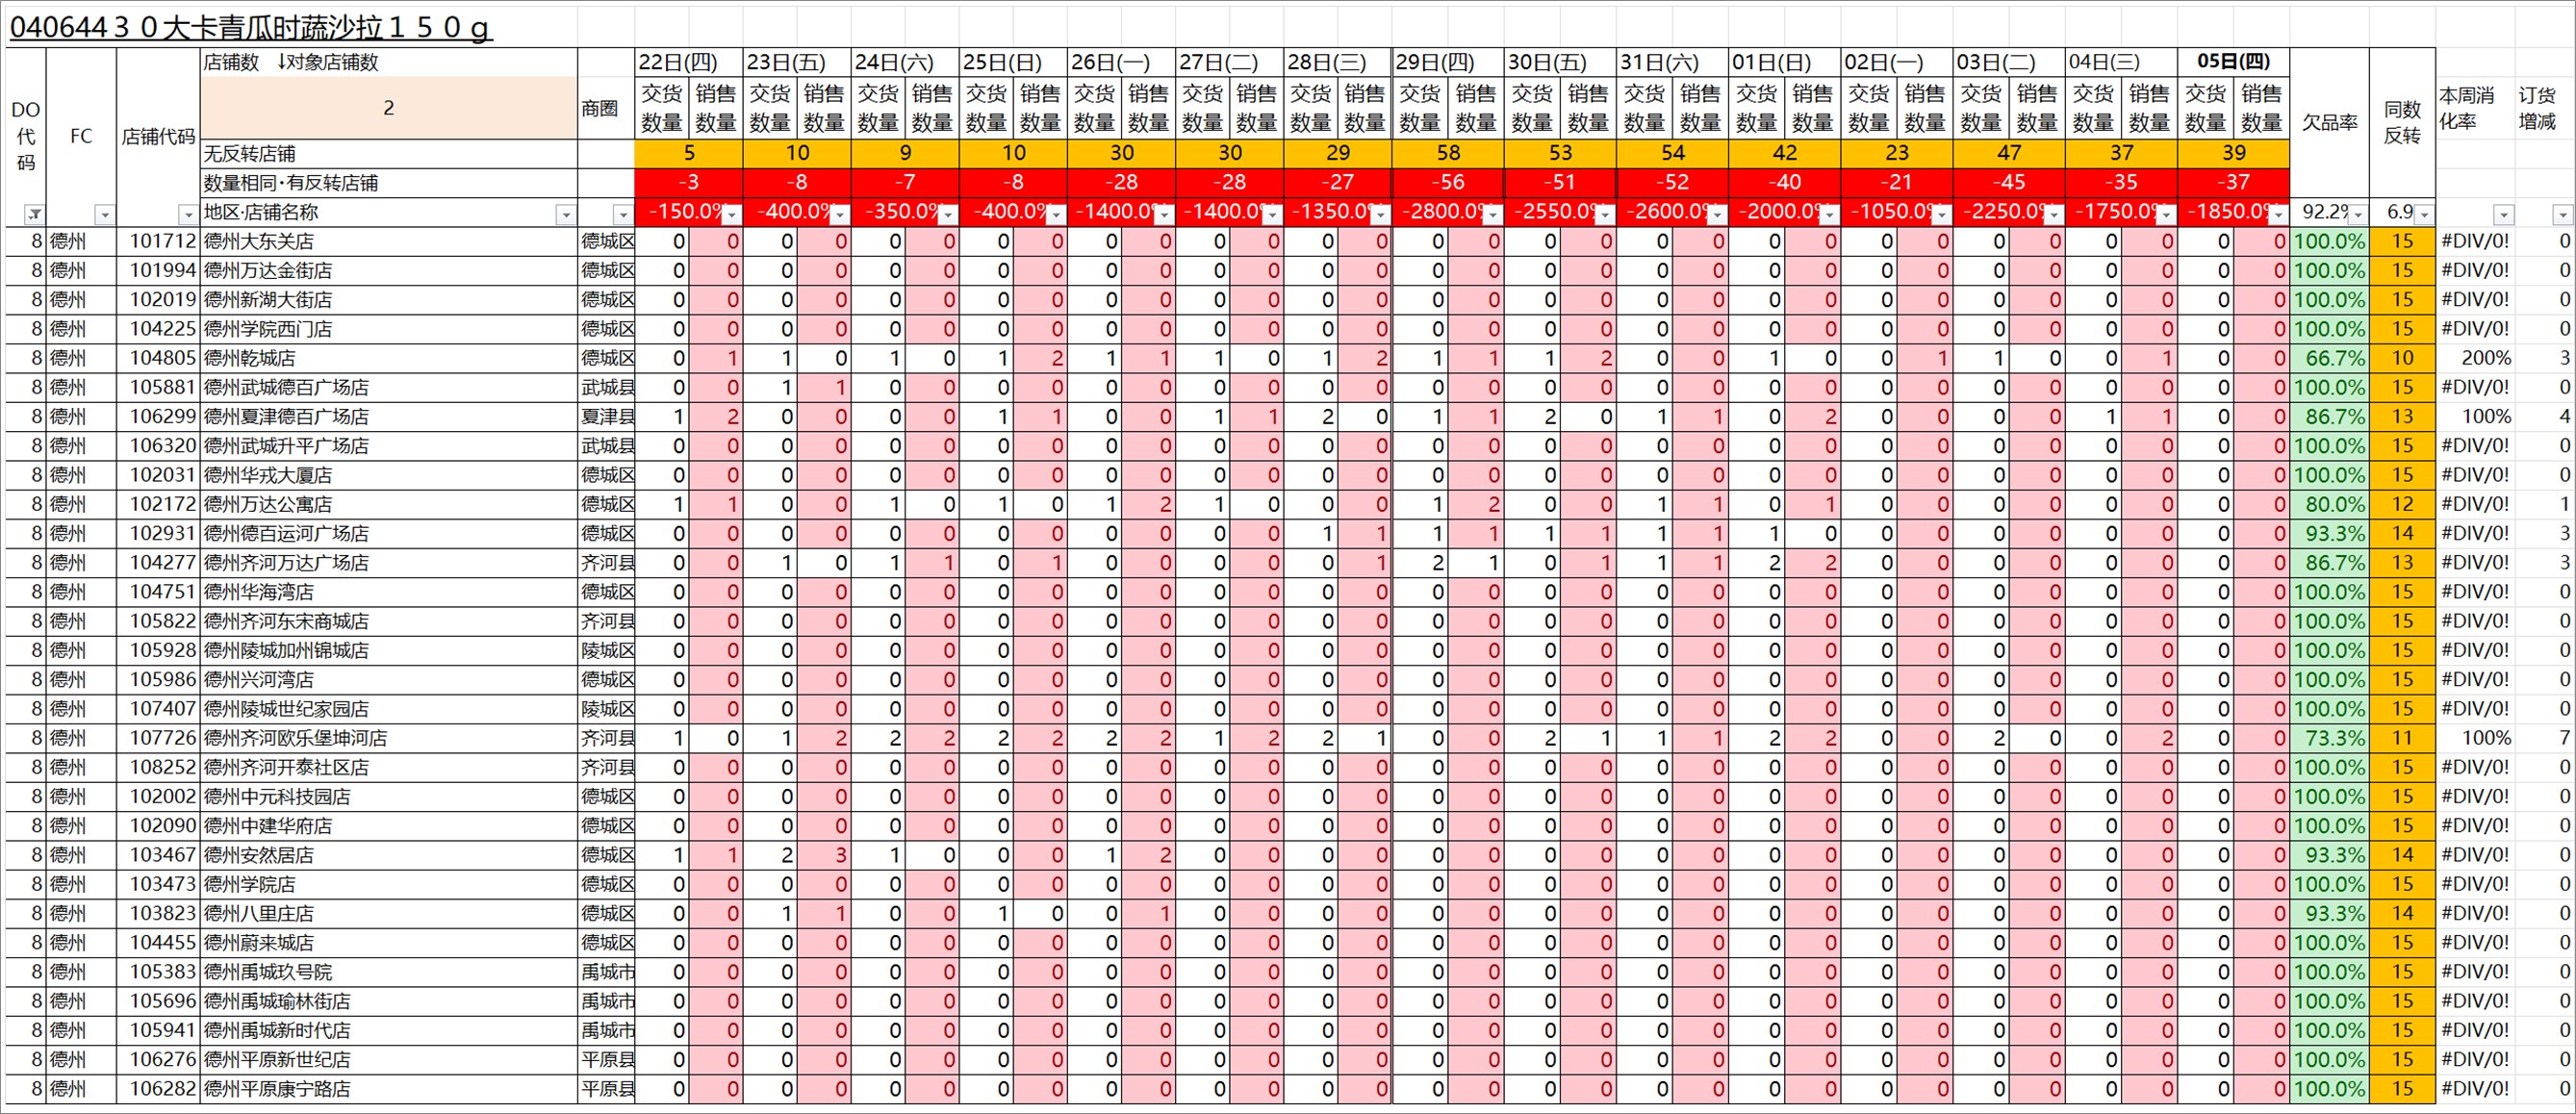 0406443０大卡青瓜时蔬沙拉１５０g
店铺数 ↓对象店铺数 22日(四) 23日(五) 24日(六) 25日(日) 26日(一) 27日(二) 28日(三) 29日(四) 30日(五) 31日(六) 01日(日) 02日(一) 03日(二) 04日(三) 05日(四)
DO代码 FC 店铺代码 2 商圈 交货数量 销售数量 交货数量 销售数量 交货数量 销售数量 交货数量 销售数量 交货数量 销售数量 交货数量 销售数量 交货数量 销售数量 交货数量 销售数量 交货数量 销售数量 交货数量 销售数量 交货数量 销售数量 交货数量 销售数量 交货数量 销售数量 交货数量 销售数量 交货数量 销售数量 欠品率 同数反转 本周消化率 订货增减
无反转店铺 5 10 9 10 30 30 29 58 53 54 42 23 47 37 39
数量相同·有反转店铺 -3 -8 -7 -8 -28 -28 -27 -56 -51 -52 -40 -21 -45 -35 -37
地区·店铺名称 -150.0% -400.0% -350.0% -400.0% -1400.0% -1400.0% -1350.0% -2800.0% -2550.0% -2600.0% -2000.0% -1050.0% -2250.0% -1750.0% -1850.0% 92.2% 6.9
8 德州 101712 德州大东关店 德城区 0 0 0 0 0 0 0 0 0 0 0 0 0 0 0 0 0 0 0 0 0 0 0 0 0 0 0 0 0 0 100.0% 15 #DIV/0! 0
8 德州 101994 德州万达金街店 德城区 0 0 0 0 0 0 0 0 0 0 0 0 0 0 0 0 0 0 0 0 0 0 0 0 0 0 0 0 0 0 100.0% 15 #DIV/0! 0
8 德州 102019 德州新湖大街店 德城区 0 0 0 0 0 0 0 0 0 0 0 0 0 0 0 0 0 0 0 0 0 0 0 0 0 0 0 0 0 0 100.0% 15 #DIV/0! 0
8 德州 104225 德州学院西门店 德城区 0 0 0 0 0 0 0 0 0 0 0 0 0 0 0 0 0 0 0 0 0 0 0 0 0 0 0 0 0 0 100.0% 15 #DIV/0! 0
8 德州 104805 德州乾城店 德城区 0 1 1 0 1 0 1 2 1 1 1 0 1 2 1 1 1 2 0 0 1 0 0 1 1 0 0 1 0 0 66.7% 10 200% 3
8 德州 105881 德州武城德百广场店 武城县 0 0 1 1 0 0 0 0 0 0 0 0 0 0 0 0 0 0 0 0 0 0 0 0 0 0 0 0 0 0 100.0% 15 #DIV/0! 0
8 德州 106299 德州夏津德百广场店 夏津县 1 2 0 0 0 0 1 1 0 0 1 1 2 0 1 1 2 0 1 1 0 2 0 0 0 0 1 1 0 0 86.7% 13 100% 4
8 德州 106320 德州武城升平广场店 武城县 0 0 0 0 0 0 0 0 0 0 0 0 0 0 0 0 0 0 0 0 0 0 0 0 0 0 0 0 0 0 100.0% 15 #DIV/0! 0
8 德州 102031 德州华戎大厦店 德城区 0 0 0 0 0 0 0 0 0 0 0 0 0 0 0 0 0 0 0 0 0 0 0 0 0 0 0 0 0 0 100.0% 15 #DIV/0! 0
8 德州 102172 德州万达公寓店 德城区 1 1 0 0 1 0 1 0 1 2 1 0 0 0 1 2 0 0 1 1 0 1 0 0 0 0 0 0 0 0 80.0% 12 #DIV/0! 1
8 德州 102931 德州德百运河广场店 德城区 0 0 0 0 0 0 0 0 0 0 0 0 1 1 1 1 1 1 1 1 1 0 0 0 0 0 0 0 0 0 93.3% 14 #DIV/0! 3
8 德州 104277 德州齐河万达广场店 齐河县 0 0 1 0 1 1 0 1 0 0 0 0 0 1 2 1 0 1 1 1 2 2 0 0 0 0 0 0 0 0 86.7% 13 #DIV/0! 3
8 德州 104751 德州华海湾店 德城区 0 0 0 0 0 0 0 0 0 0 0 0 0 0 0 0 0 0 0 0 0 0 0 0 0 0 0 0 0 0 100.0% 15 #DIV/0! 0
8 德州 105822 德州齐河东宋商城店 齐河县 0 0 0 0 0 0 0 0 0 0 0 0 0 0 0 0 0 0 0 0 0 0 0 0 0 0 0 0 0 0 100.0% 15 #DIV/0! 0
8 德州 105928 德州陵城加州锦城店 陵城区 0 0 0 0 0 0 0 0 0 0 0 0 0 0 0 0 0 0 0 0 0 0 0 0 0 0 0 0 0 0 100.0% 15 #DIV/0! 0
8 德州 105986 德州兴河湾店 德城区 0 0 0 0 0 0 0 0 0 0 0 0 0 0 0 0 0 0 0 0 0 0 0 0 0 0 0 0 0 0 100.0% 15 #DIV/0! 0
8 德州 107407 德州陵城世纪家园店 陵城区 0 0 0 0 0 0 0 0 0 0 0 0 0 0 0 0 0 0 0 0 0 0 0 0 0 0 0 0 0 0 100.0% 15 #DIV/0! 0
8 德州 107726 德州齐河欧乐堡坤河店 齐河县 1 0 1 2 2 2 2 2 2 2 1 2 2 1 0 0 2 1 1 1 2 2 0 0 2 0 0 2 0 0 73.3% 11 100% 7
8 德州 108252 德州齐河开泰社区店 齐河县 0 0 0 0 0 0 0 0 0 0 0 0 0 0 0 0 0 0 0 0 0 0 0 0 0 0 0 0 0 0 100.0% 15 #DIV/0! 0
8 德州 102002 德州中元科技园店 德城区 0 0 0 0 0 0 0 0 0 0 0 0 0 0 0 0 0 0 0 0 0 0 0 0 0 0 0 0 0 0 100.0% 15 #DIV/0! 0
8 德州 102090 德州中建华府店 德城区 0 0 0 0 0 0 0 0 0 0 0 0 0 0 0 0 0 0 0 0 0 0 0 0 0 0 0 0 0 0 100.0% 15 #DIV/0! 0
8 德州 103467 德州安然居店 德城区 1 1 2 3 1 0 0 0 1 2 0 0 0 0 0 0 0 0 0 0 0 0 0 0 0 0 0 0 0 0 93.3% 14 #DIV/0! 0
8 德州 103473 德州学院店 德城区 0 0 0 0 0 0 0 0 0 0 0 0 0 0 0 0 0 0 0 0 0 0 0 0 0 0 0 0 0 0 100.0% 15 #DIV/0! 0
8 德州 103823 德州八里庄店 德城区 0 0 1 1 0 0 1 0 0 1 0 0 0 0 0 0 0 0 0 0 0 0 0 0 0 0 0 0 0 0 93.3% 14 #DIV/0! 0
8 德州 104455 德州蔚来城店 德城区 0 0 0 0 0 0 0 0 0 0 0 0 0 0 0 0 0 0 0 0 0 0 0 0 0 0 0 0 0 0 100.0% 15 #DIV/0! 0
8 德州 105383 德州禹城玖号院 禹城市 0 0 0 0 0 0 0 0 0 0 0 0 0 0 0 0 0 0 0 0 0 0 0 0 0 0 0 0 0 0 100.0% 15 #DIV/0! 0
8 德州 105696 德州禹城瑜林街店 禹城市 0 0 0 0 0 0 0 0 0 0 0 0 0 0 0 0 0 0 0 0 0 0 0 0 0 0 0 0 0 0 100.0% 15 #DIV/0! 0
8 德州 105941 德州禹城新时代店 禹城市 0 0 0 0 0 0 0 0 0 0 0 0 0 0 0 0 0 0 0 0 0 0 0 0 0 0 0 0 0 0 100.0% 15 #DIV/0! 0
8 德州 106276 德州平原新世纪店 平原县 0 0 0 0 0 0 0 0 0 0 0 0 0 0 0 0 0 0 0 0 0 0 0 0 0 0 0 0 0 0 100.0% 15 #DIV/0! 0
8 德州 106282 德州平原康宁路店 平原县 0 0 0 0 0 0 0 0 0 0 0 0 0 0 0 0 0 0 0 0 0 0 0 0 0 0 0 0 0 0 100.0% 15 #DIV/0! 0